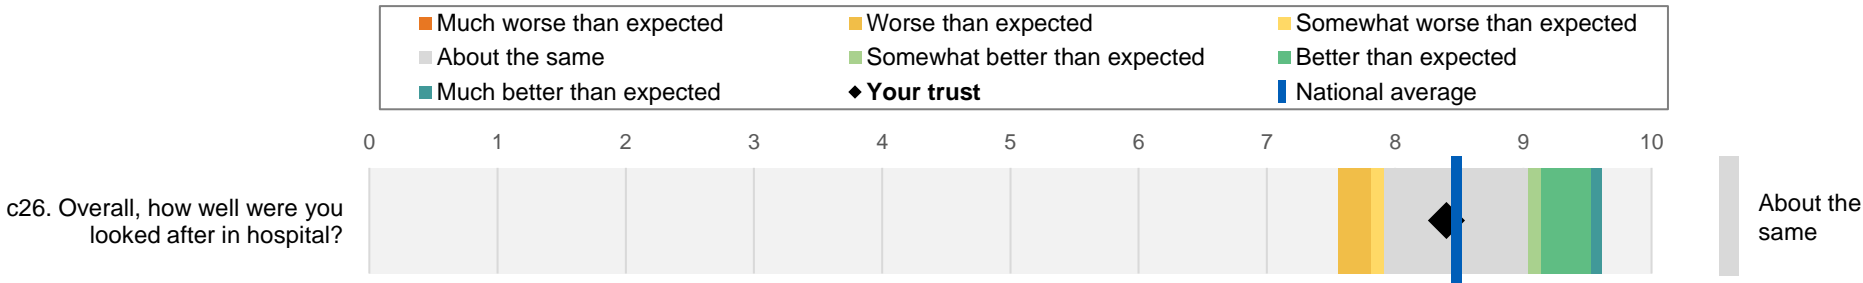 Much worse than expected
Worse than expected
Somewhat worse than expected
About the same
Somewhat better than expected
Better than expected
Much better than expected
Your trust
National average
0 1 2 3 4 5 6 7 8 9 10
c26. Overall, how well were you
looked after in hospital?
About the
same